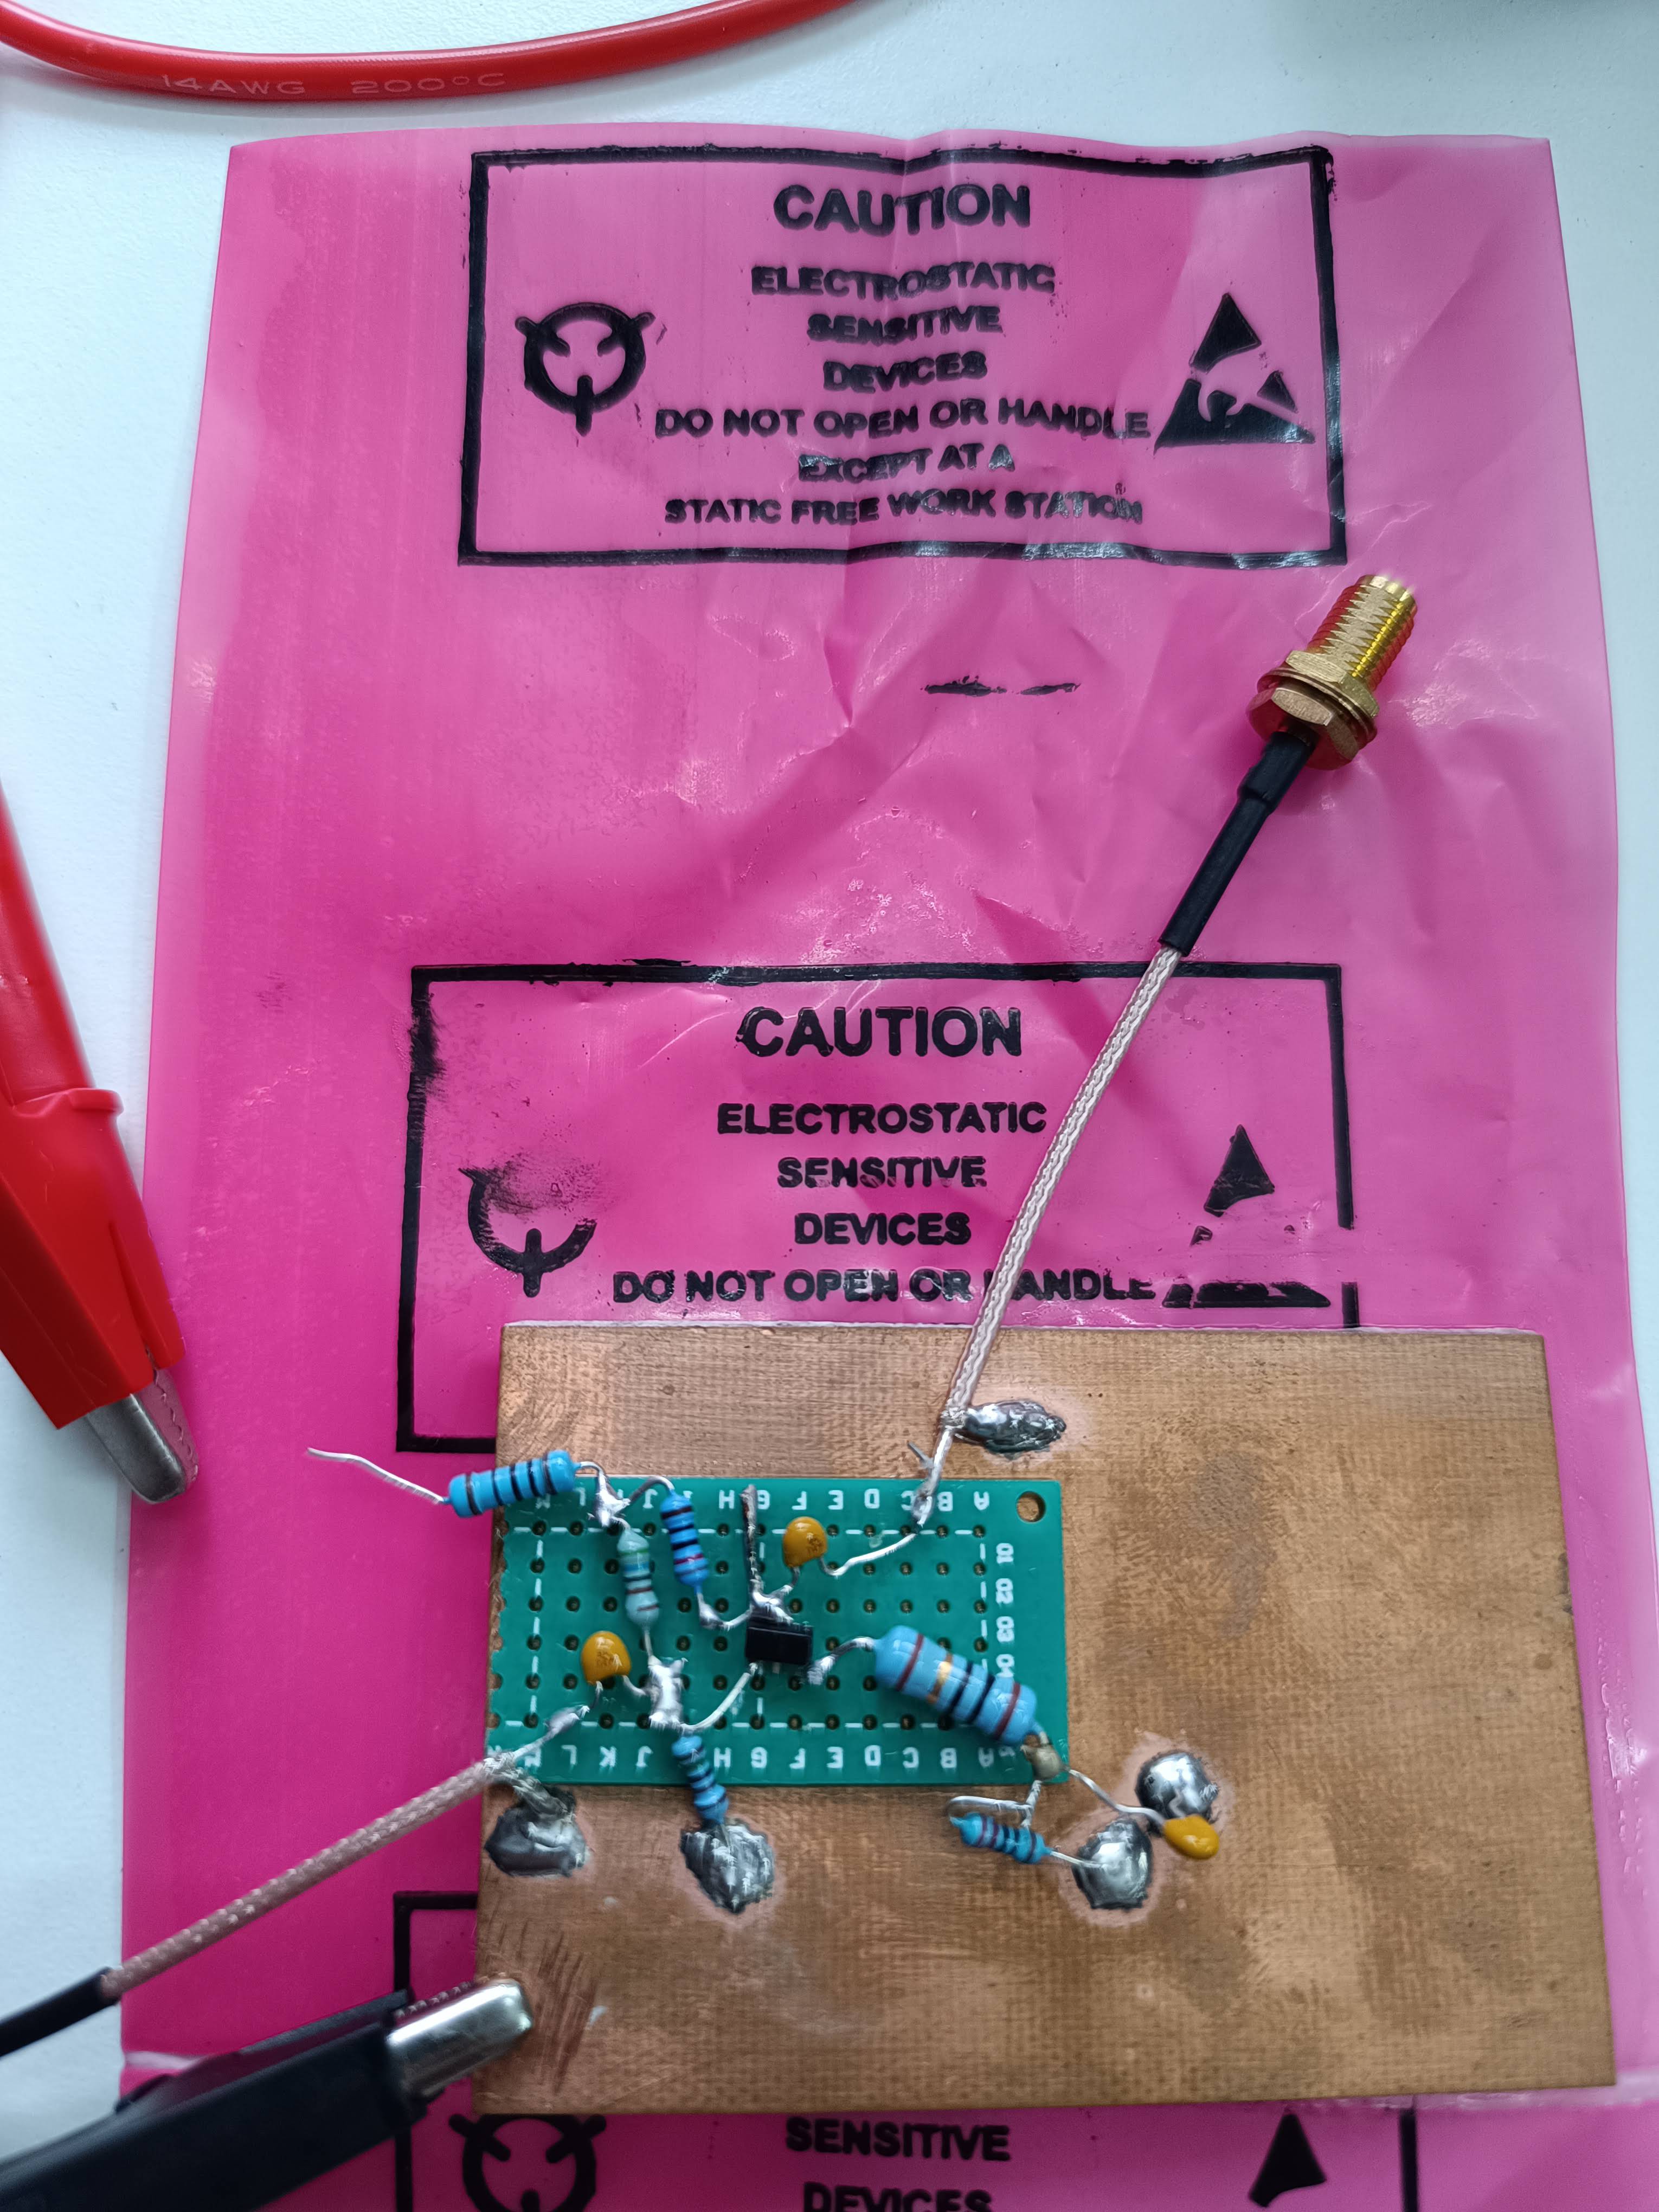 14AWG 200°C
CAUTION
ELECTROSTATIC
SENSITIVE
DEVICES
DO NOT OPEN OR HANDLE
EXCEPT AT A
STATIC FREE WORK STATION
CAUTION
ELECTROSTATIC
SENSITIVE
DEVICES
DO NOT OPEN OR HANDLE
L J H G F E D C B A
01
02
03
04
M L K J H G F E D C B A
SENSITIVE
DEVICES